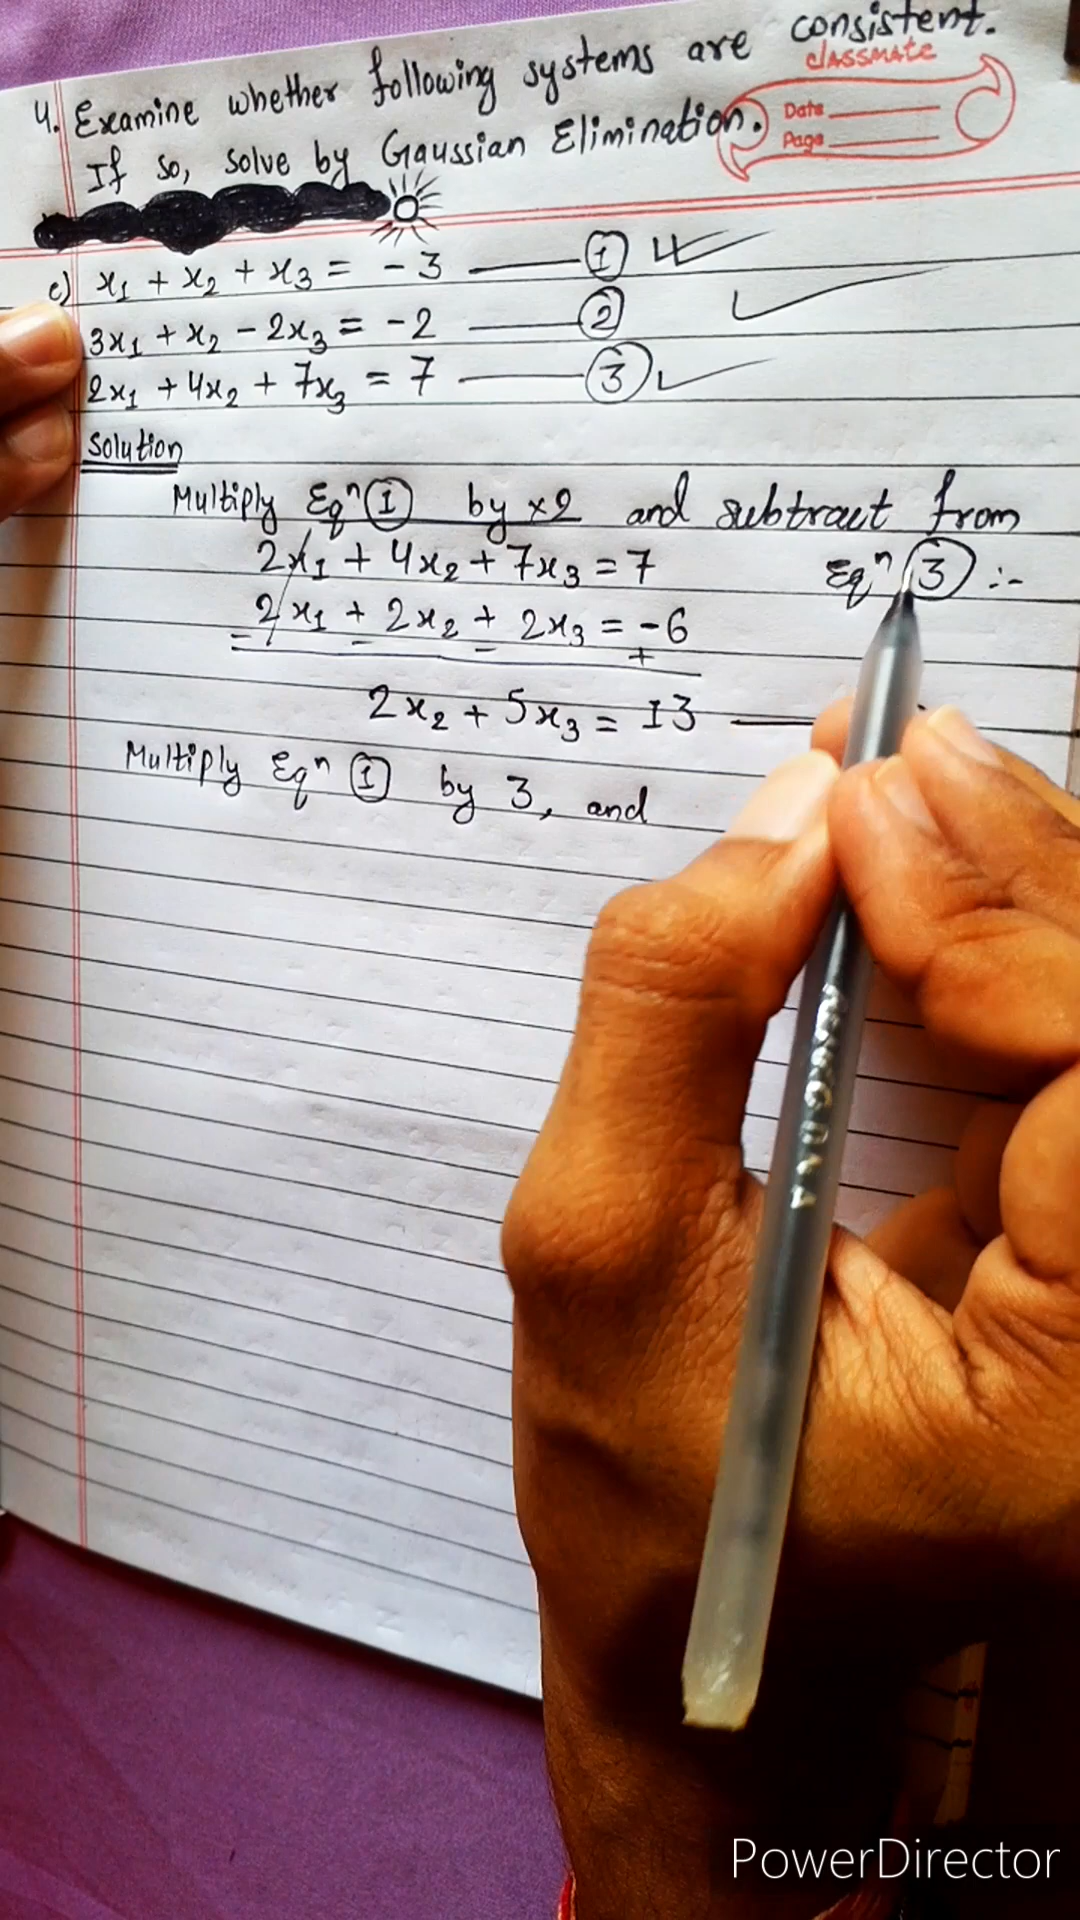 4. Examine whether following systems are consistent.
If so, solve by Gaussian Elimination.
classmate
Date
Page
c) x₁ + x₂ + x₃ = -3 ① 
3x₁ + x₂ - 2x₃ = -2 ②
2x₁ + 4x₂ + 7x₃ = 7 ③
Solution
Multiply Eqⁿ ① by ×2 and subtract from
Eqⁿ ③ :-
2x₁ + 4x₂ + 7x₃ = 7
2x₁ + 2x₂ + 2x₃ = -6
- - - +
2x₂ + 5x₃ = 13
Multiply Eqⁿ ① by 3, and
PowerDirector